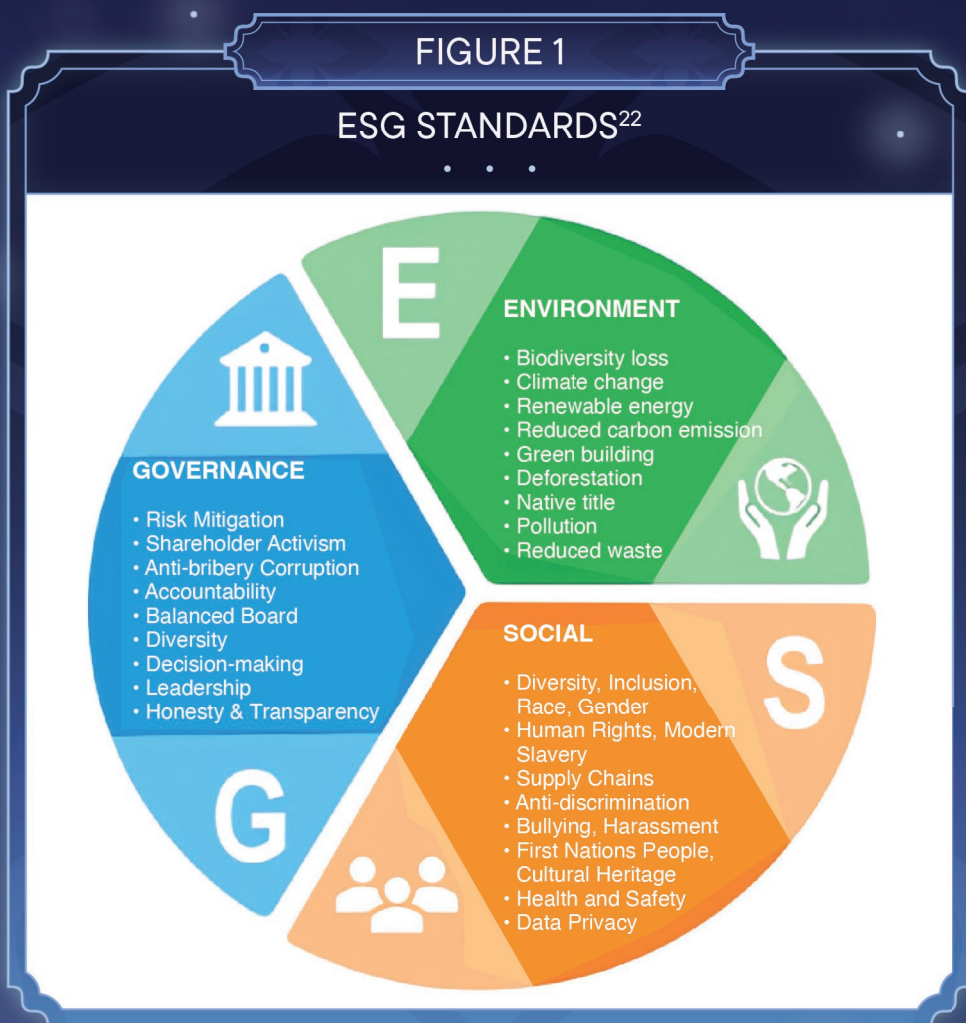 FIGURE 1
ESG STANDARDS22
E
ENVIRONMENT
• Biodiversity loss
• Climate change
• Renewable energy
• Reduced carbon emission
• Green building
• Deforestation
• Native title
• Pollution
• Reduced waste
GOVERNANCE
• Risk Mitigation
• Shareholder Activism
• Anti-bribery Corruption
• Accountability
• Balanced Board
• Diversity
• Decision-making
• Leadership
• Honesty & Transparency
G
SOCIAL
• Diversity, Inclusion,
Race, Gender
• Human Rights, Modern
Slavery
• Supply Chains
• Anti-discrimination
• Bullying, Harassment
• First Nations People,
Cultural Heritage
• Health and Safety
• Data Privacy
S